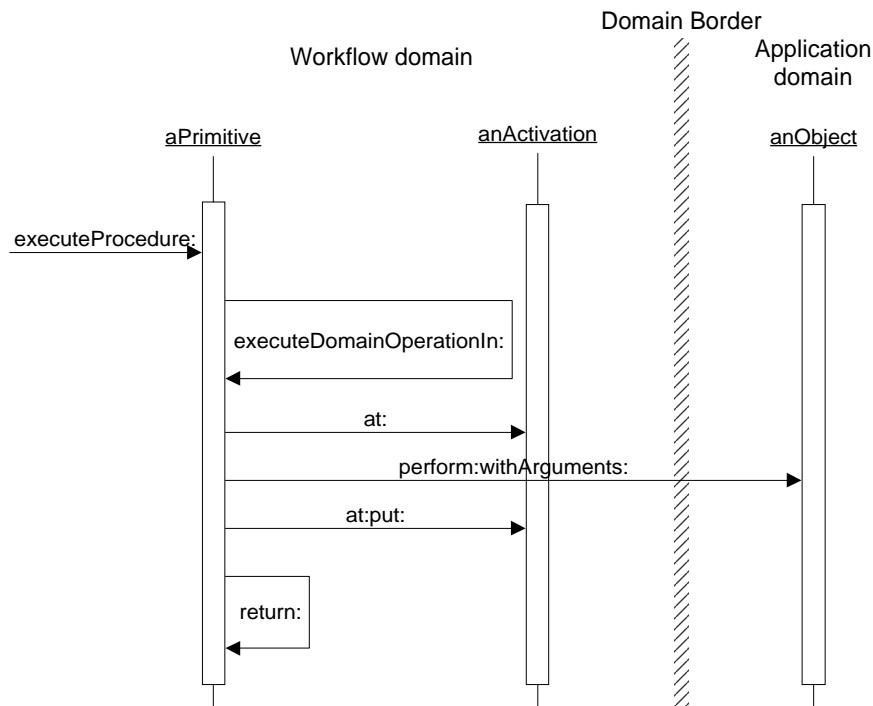 Domain Border
Workflow domain
Application
domain
aPrimitive
anActivation
anObject
executeProcedure:
executeDomainOperationIn:
at:
perform:withArguments:
at:put:
return: